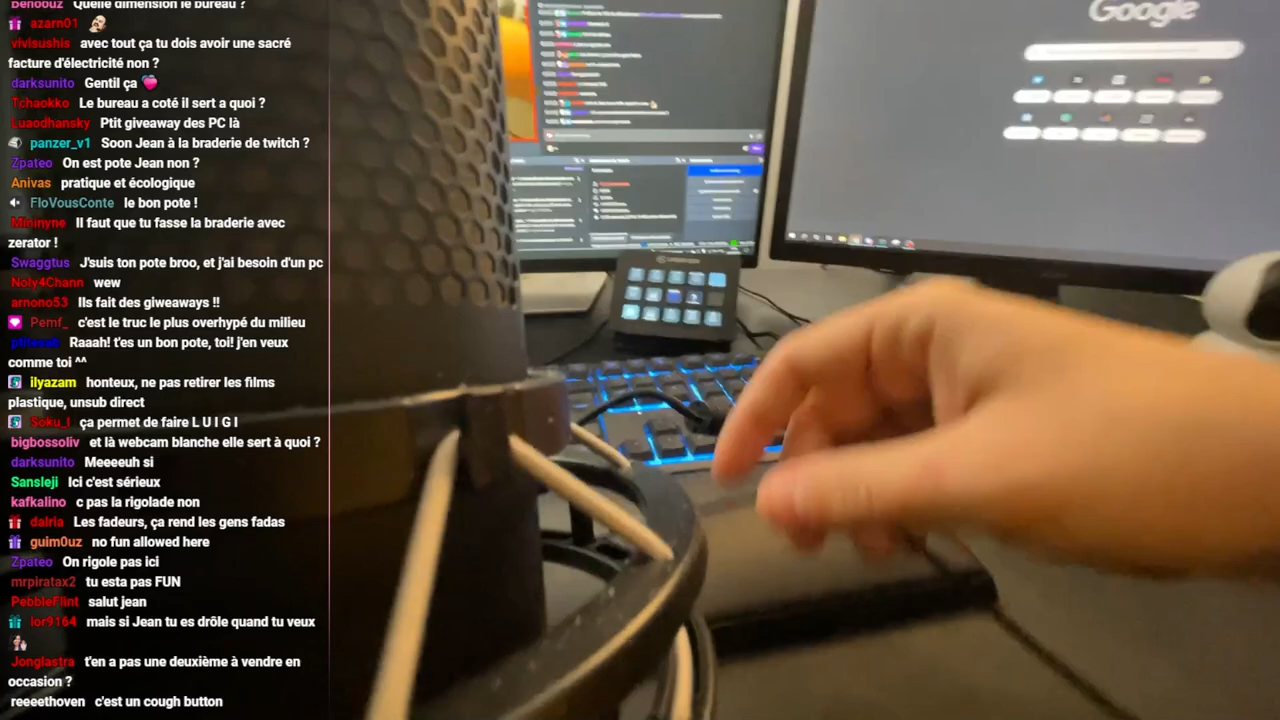 benoouz Quelle dimension le bureau ?
azarn01
vivisushis avec tout ça tu dois avoir une sacré
facture d'électricité non ?
darksunito Gentil ça
Tchaokko Le bureau a coté il sert a quoi ?
Luaodhansky Ptit giveaway des PC là
panzer_v1 Soon Jean à la braderie de twitch ?
Zpateo On est pote Jean non ?
Anivas pratique et écologique
FloVousConte le bon pote !
Mininyne Il faut que tu fasse la braderie avec
zerator !
Swaggtus J'suis ton pote broo, et j'ai besoin d'un pc
Noly4Chann wew
arnono53 Ils fait des giweaways !!
Pemf_ c'est le truc le plus overhypé du milieu
Raaah! t'es un bon pote, toi! j'en veux
comme toi ^^
ilyazam honteux, ne pas retirer les films
plastique, unsub direct
Soku_I ça permet de faire L U I G I
bigbossoliv et là webcam blanche elle sert à quoi ?
darksunito Meeeeuh si
Sansleji Ici c'est sérieux
kafkalino c pas la rigolade non
dalria Les fadeurs, ça rend les gens fadas
guim0uz no fun allowed here
Zpateo On rigole pas ici
mrpiratax2 tu esta pas FUN
PebbleFlint salut jean
lor9164 mais si Jean tu es drôle quand tu veux
Jonglastra t'en a pas une deuxième à vendre en
occasion ?
reeeethoven c'est un cough button
Google